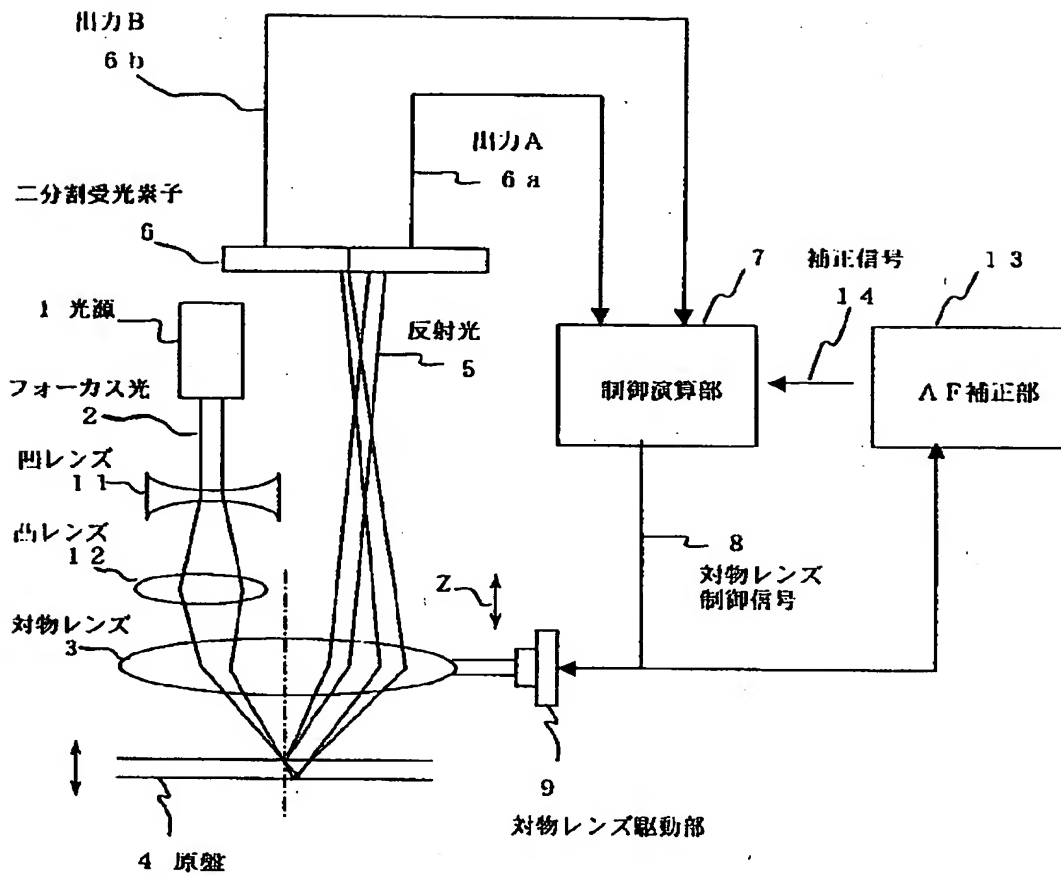 出力B
6b
出力A
6a
二分割受光素子
6
1 光源
反射光
5
7
補正信号
14
13
制御演算部
AF補正部
フォーカス光
2
凹レンズ
11
凸レンズ
12
対物レンズ
3
Z
8
対物レンズ
制御信号
9
対物レンズ駆動部
4 原盤